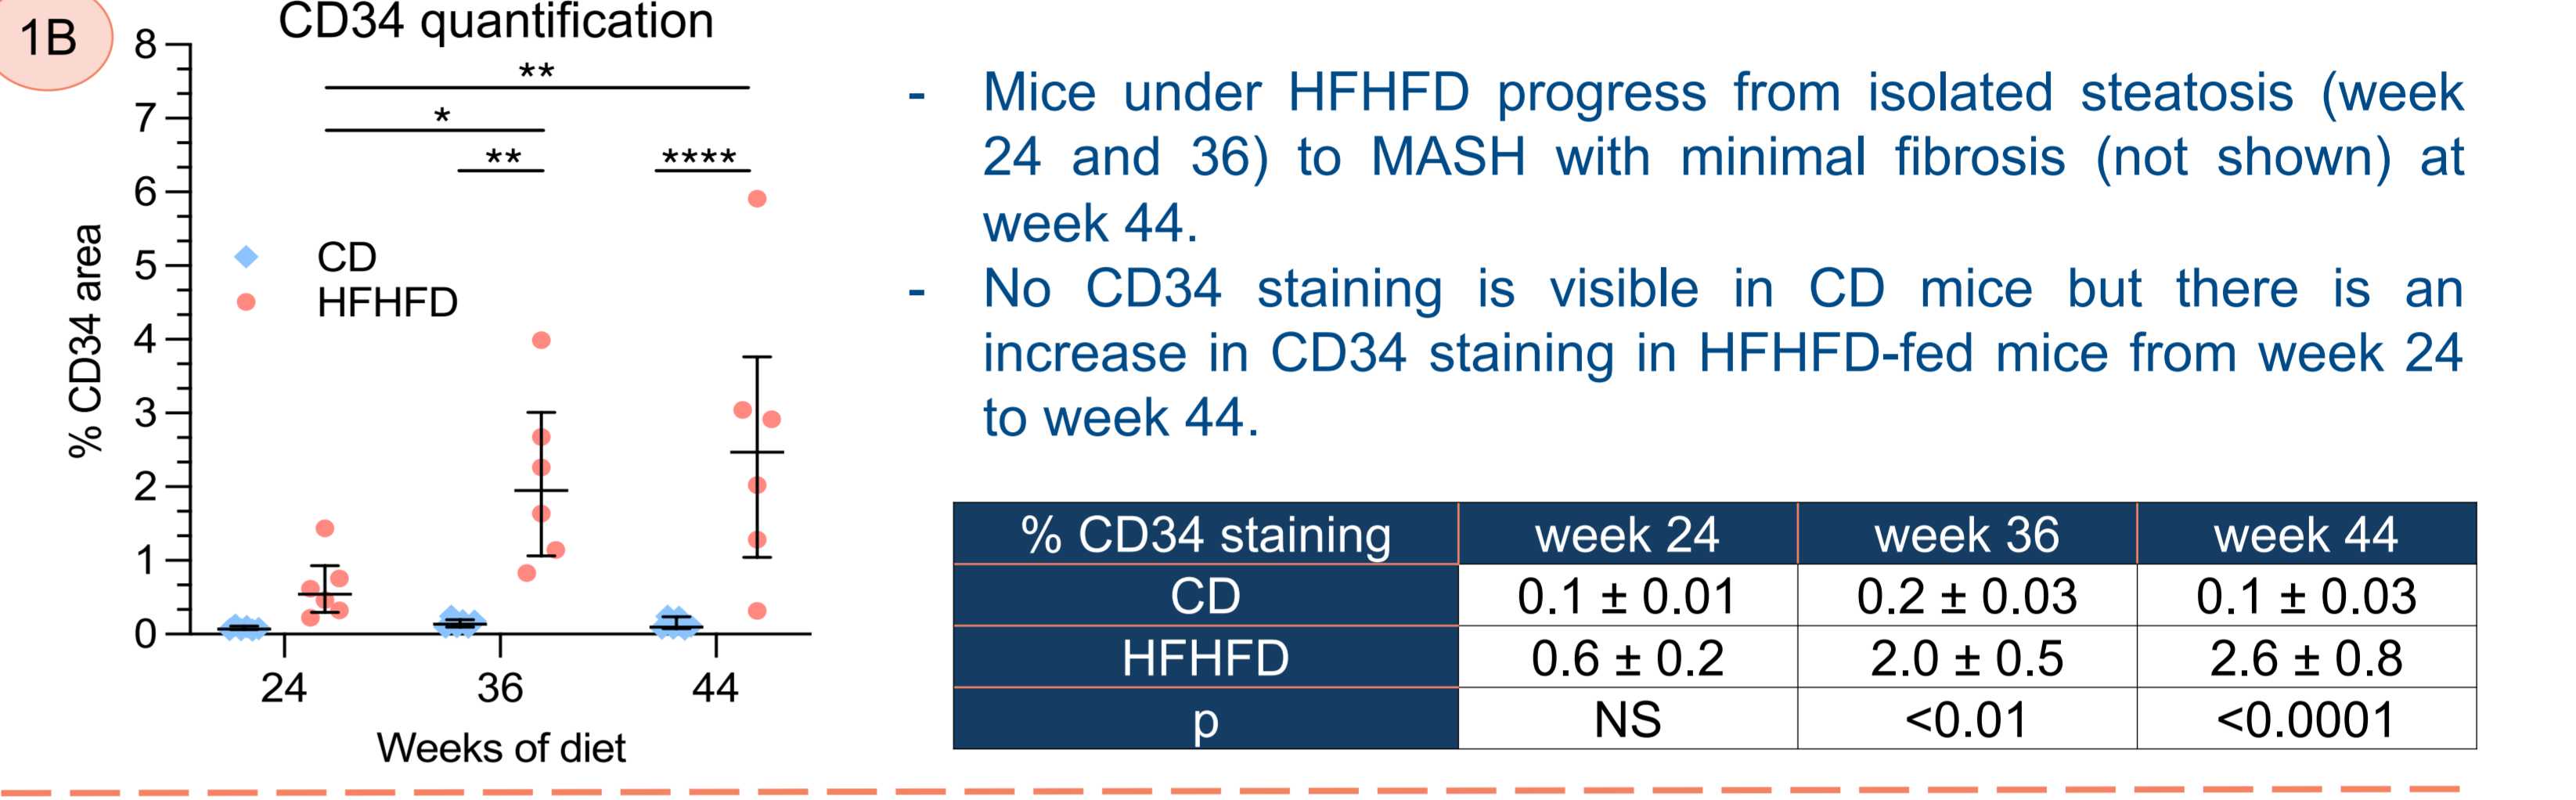 1B
CD34 quantification
8
7
6
5
4
3
2
1
0
% CD34 area
**
*
**
****
CD
HFHFD
24 36 44
Weeks of diet
- Mice under HFHFD progress from isolated steatosis (week
24 and 36) to MASH with minimal fibrosis (not shown) at
week 44.
- No CD34 staining is visible in CD mice but there is an
increase in CD34 staining in HFHFD-fed mice from week 24
to week 44.
% CD34 staining week 24 week 36 week 44
CD 0.1 ± 0.01 0.2 ± 0.03 0.1 ± 0.03
HFHFD 0.6 ± 0.2 2.0 ± 0.5 2.6 ± 0.8
p NS <0.01 <0.0001